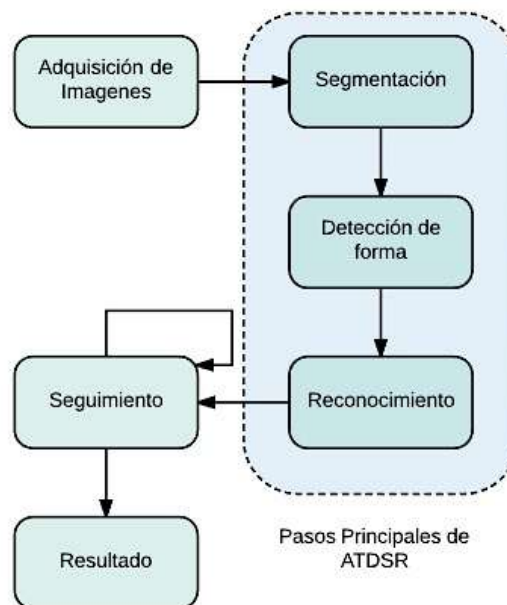 Adquisición de
Imagenes
Segmentación
Detección de
forma
Reconocimiento
Seguimiento
Resultado
Pasos Principales de
ATDSR